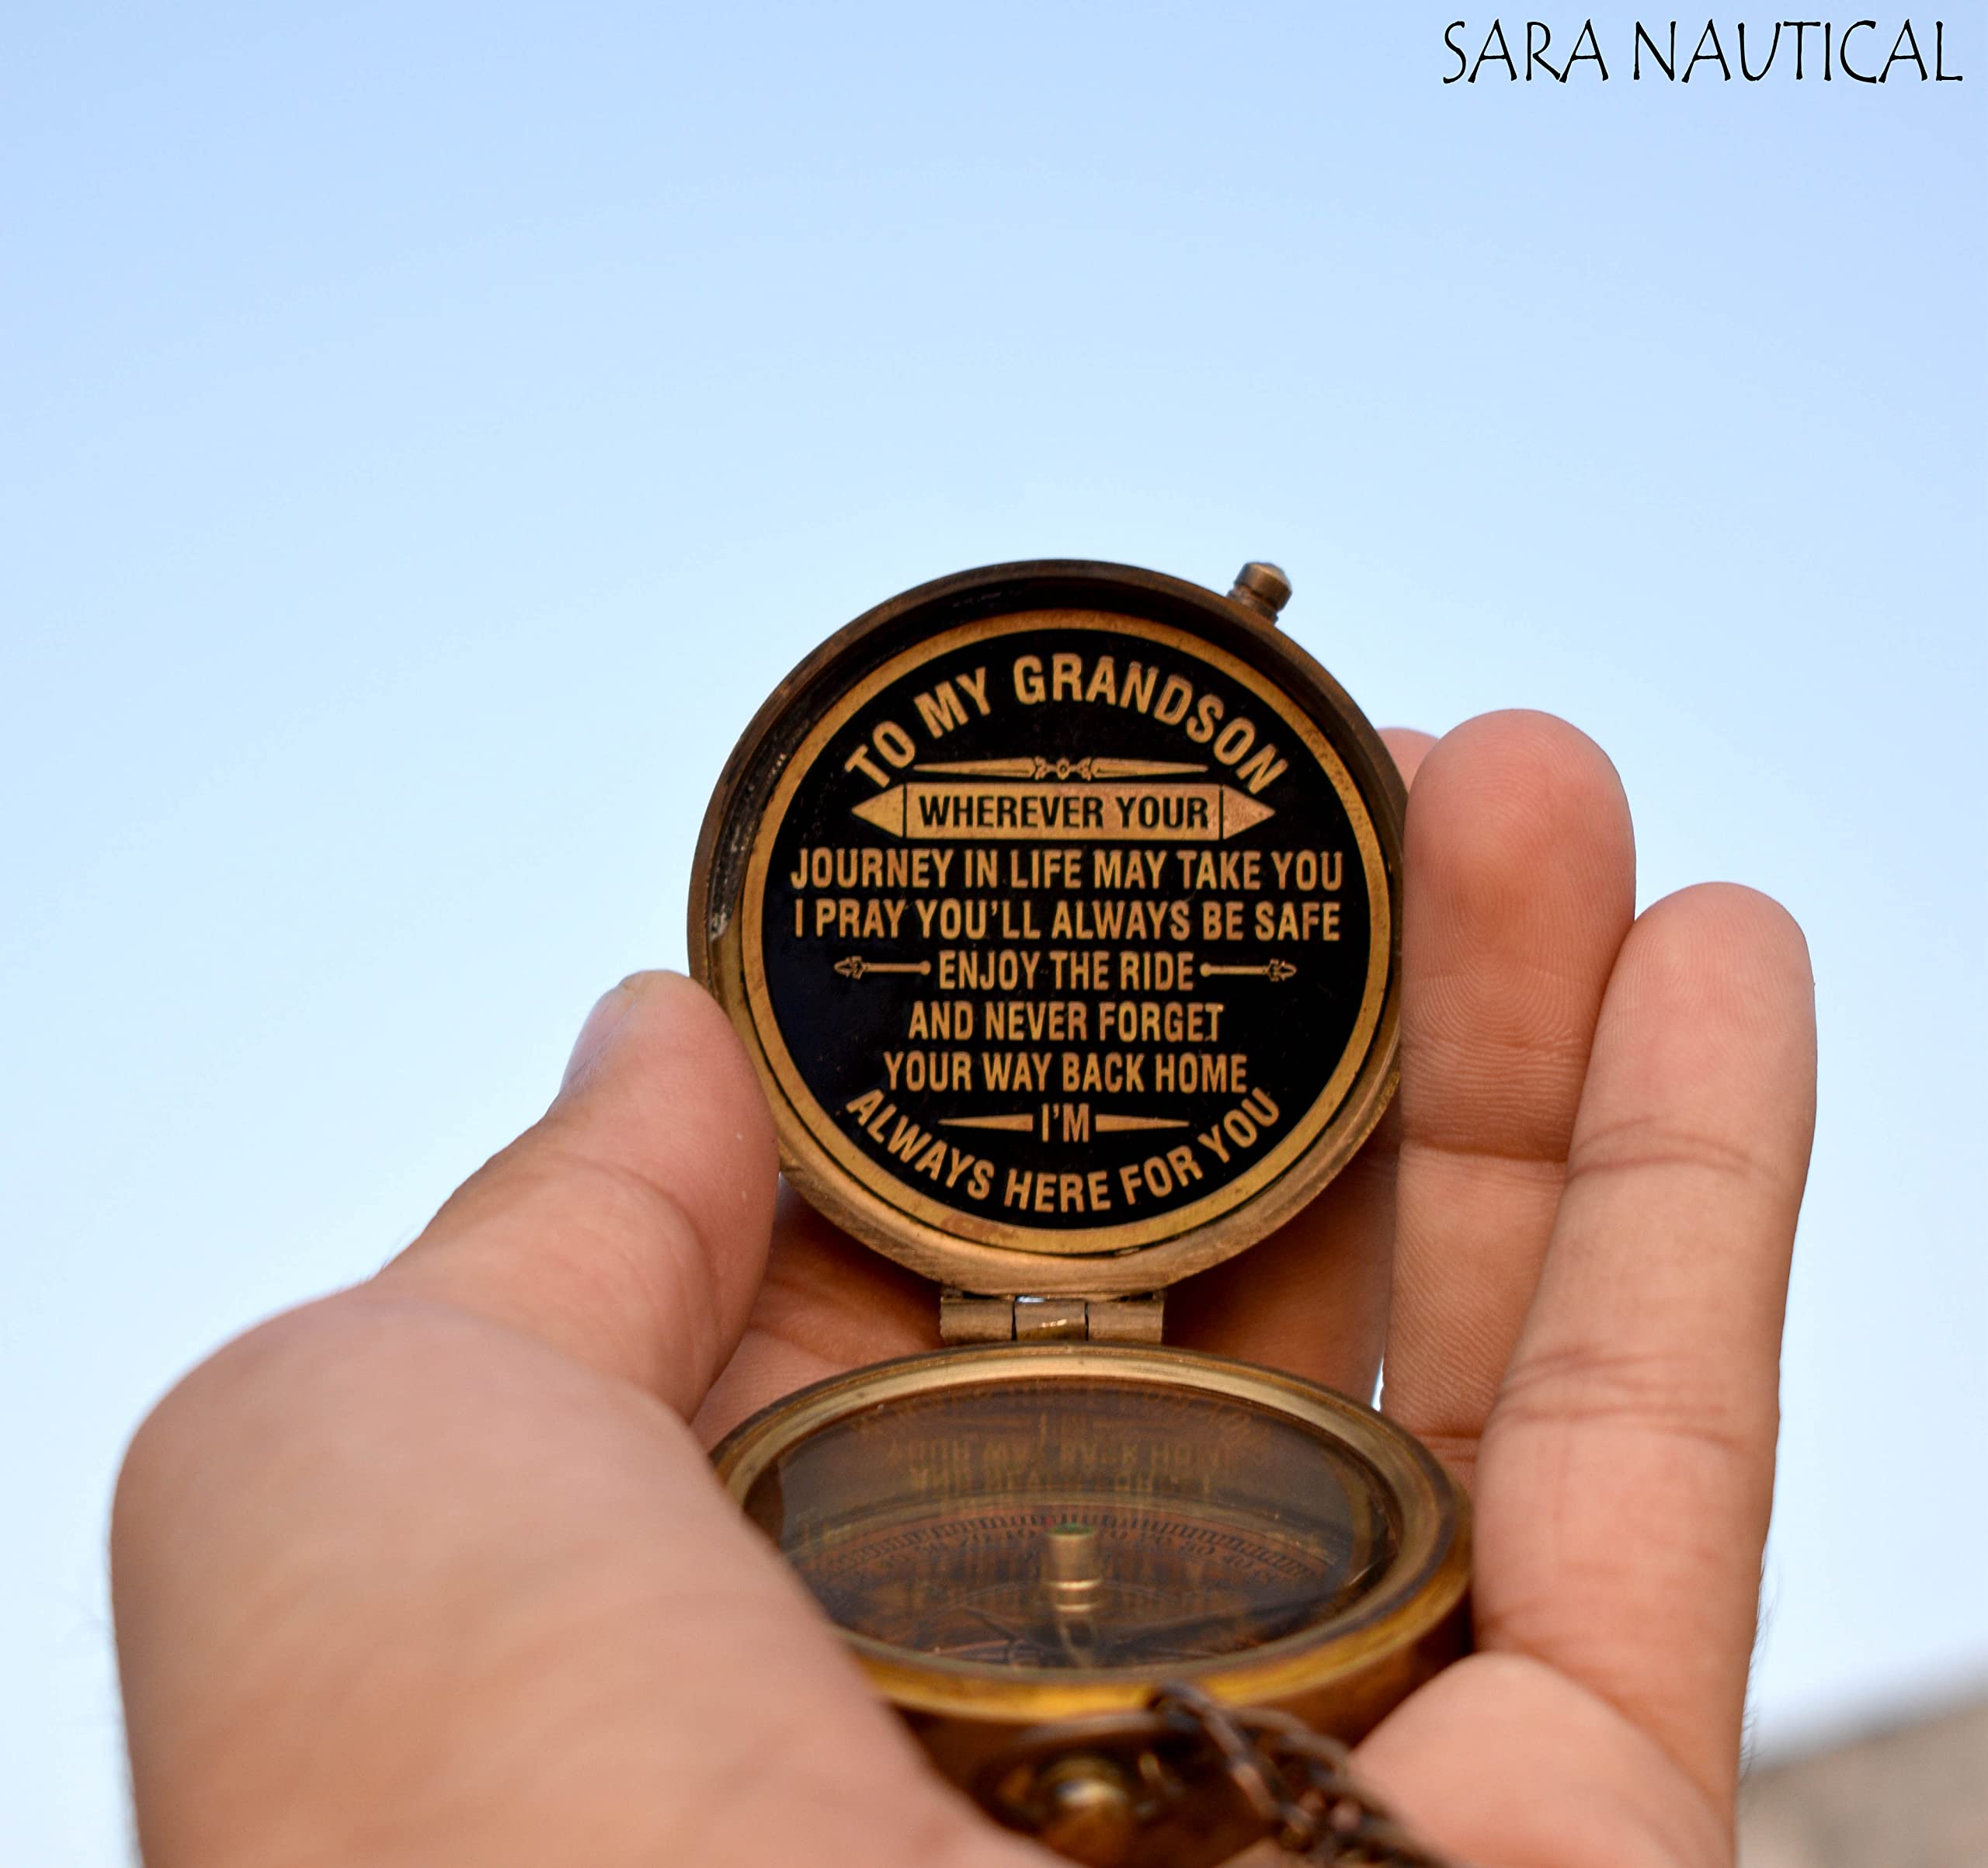 SARA NAUTICAL
TO MY GRANDSON
WHEREVER YOUR
JOURNEY IN LIFE MAY TAKE YOU
I PRAY YOU'LL ALWAYS BE SAFE
ENJOY THE RIDE
AND NEVER FORGET
YOUR WAY BACK HOME
I'M
ALWAYS HERE FOR YOU